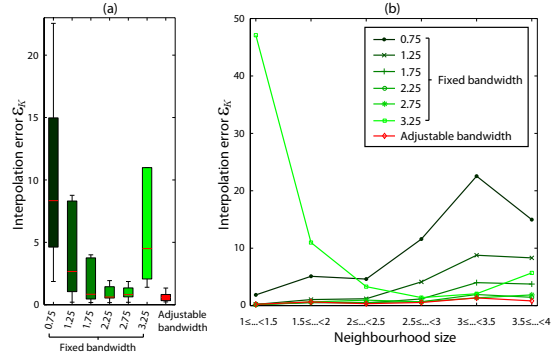 (a)
Interpolation error ε_K
20
15
10
5
0
0.75 1.25 1.75 2.25 2.75 3.25 Adjustable bandwidth
Fixed bandwidth
(b)
Interpolation error ε_K
50
40
30
20
10
0
0.75
1.25
1.75
2.25
2.75
3.25
Fixed bandwidth
Adjustable bandwidth
1≤...<1.5 1.5≤...<2 2≤...<2.5 2.5≤...<3 3≤...<3.5 3.5≤...<4
Neighbourhood size